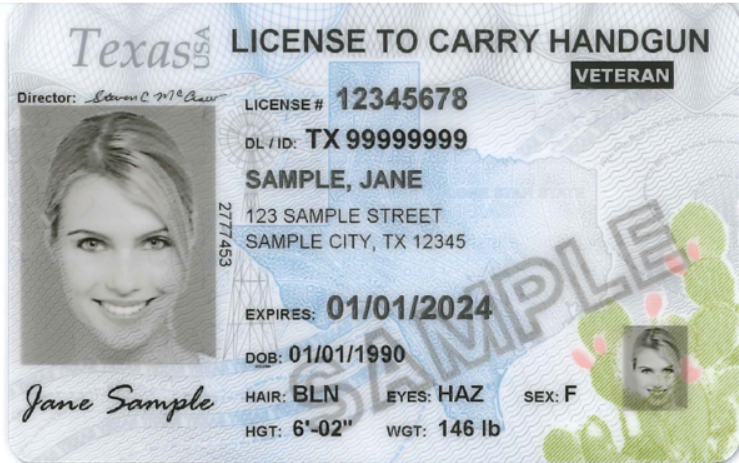 Texas USA
LICENSE TO CARRY HANDGUN
VETERAN
Director: Steven C McCraw
LICENSE # 12345678
DL / ID: TX 99999999
SAMPLE, JANE
123 SAMPLE STREET
SAMPLE CITY, TX 12345
2777453
EXPIRES: 01/01/2024
DOB: 01/01/1990
HAIR: BLN EYES: HAZ SEX: F
HGT: 6'-02" WGT: 146 lb
Jane Sample
SAMPLE